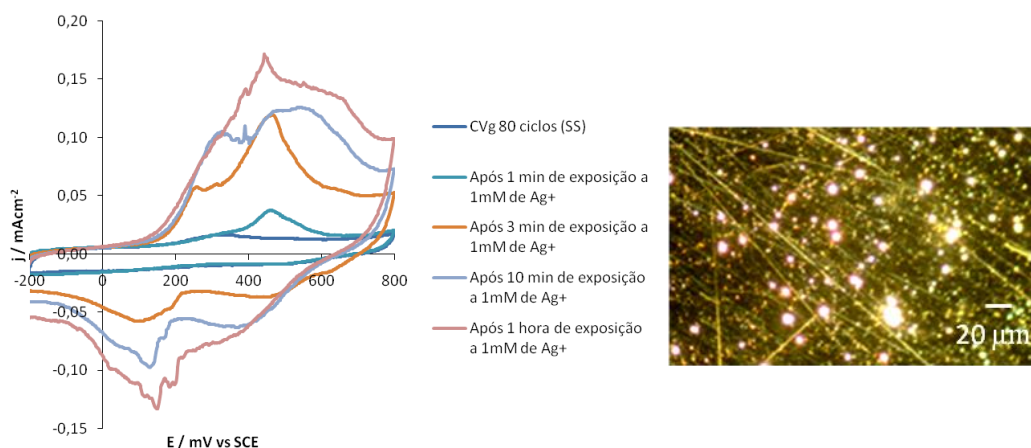 0,20
0,15
0,10
0,05
0,00
-0,05
-0,10
-0,15
j / mAcm-2
-200
0
200
400
600
800
E / mV vs SCE
CVg 80 ciclos (SS)
Após 1 min de exposição a
1mM de Ag+
Após 3 min de exposição a
1mM de Ag+
Após 10 min de exposição
a 1mM de Ag+
Após 1 hora de exposição
a 1mM de Ag+
20 µm